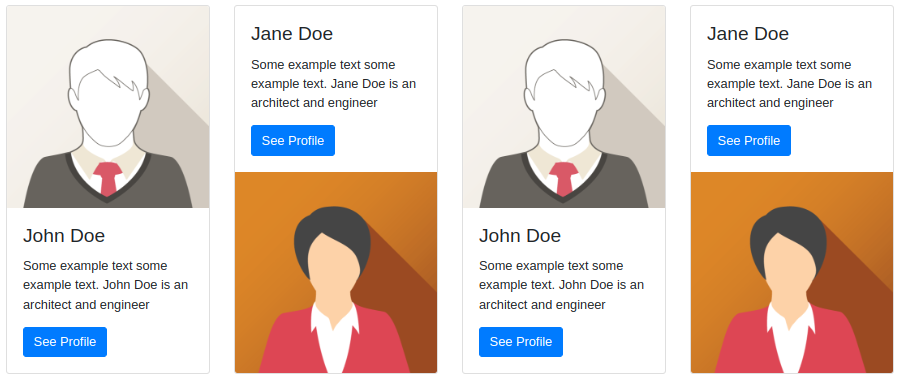 John Doe
Some example text some
example text. John Doe is an
architect and engineer
See Profile
Jane Doe
Some example text some
example text. Jane Doe is an
architect and engineer
See Profile
John Doe
Some example text some
example text. John Doe is an
architect and engineer
See Profile
Jane Doe
Some example text some
example text. Jane Doe is an
architect and engineer
See Profile